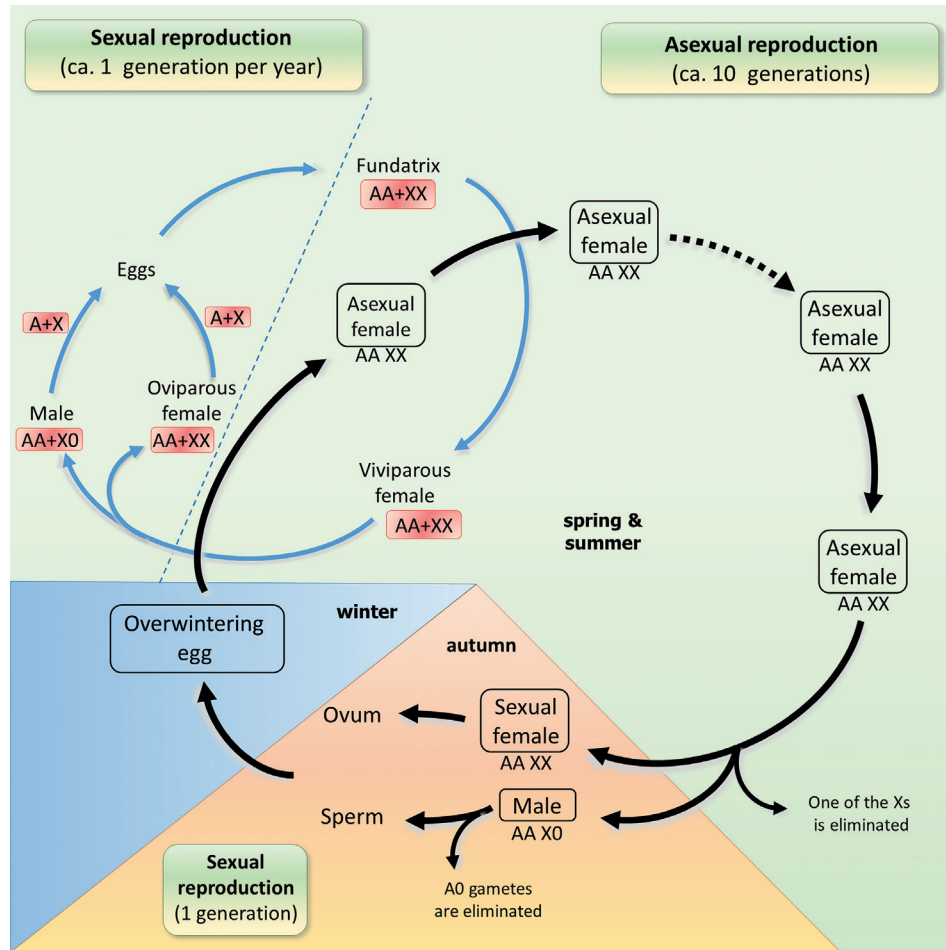 Sexual reproduction
(ca. 1 generation per year)
Asexual reproduction
(ca. 10 generations)
Fundatrix
AA+XX
Eggs
A+X
A+X
Male
AA+X0
Oviparous
female
AA+XX
Viviparous
female
AA+XX
Asexual
female
AA XX
Asexual
female
AA XX
Asexual
female
AA XX
Asexual
female
AA XX
spring &
summer
winter
autumn
Overwintering
egg
Ovum
Sexual
female
AA XX
Sperm
Male
AA X0
One of the Xs
is eliminated
A0 gametes
are eliminated
Sexual
reproduction
(1 generation)